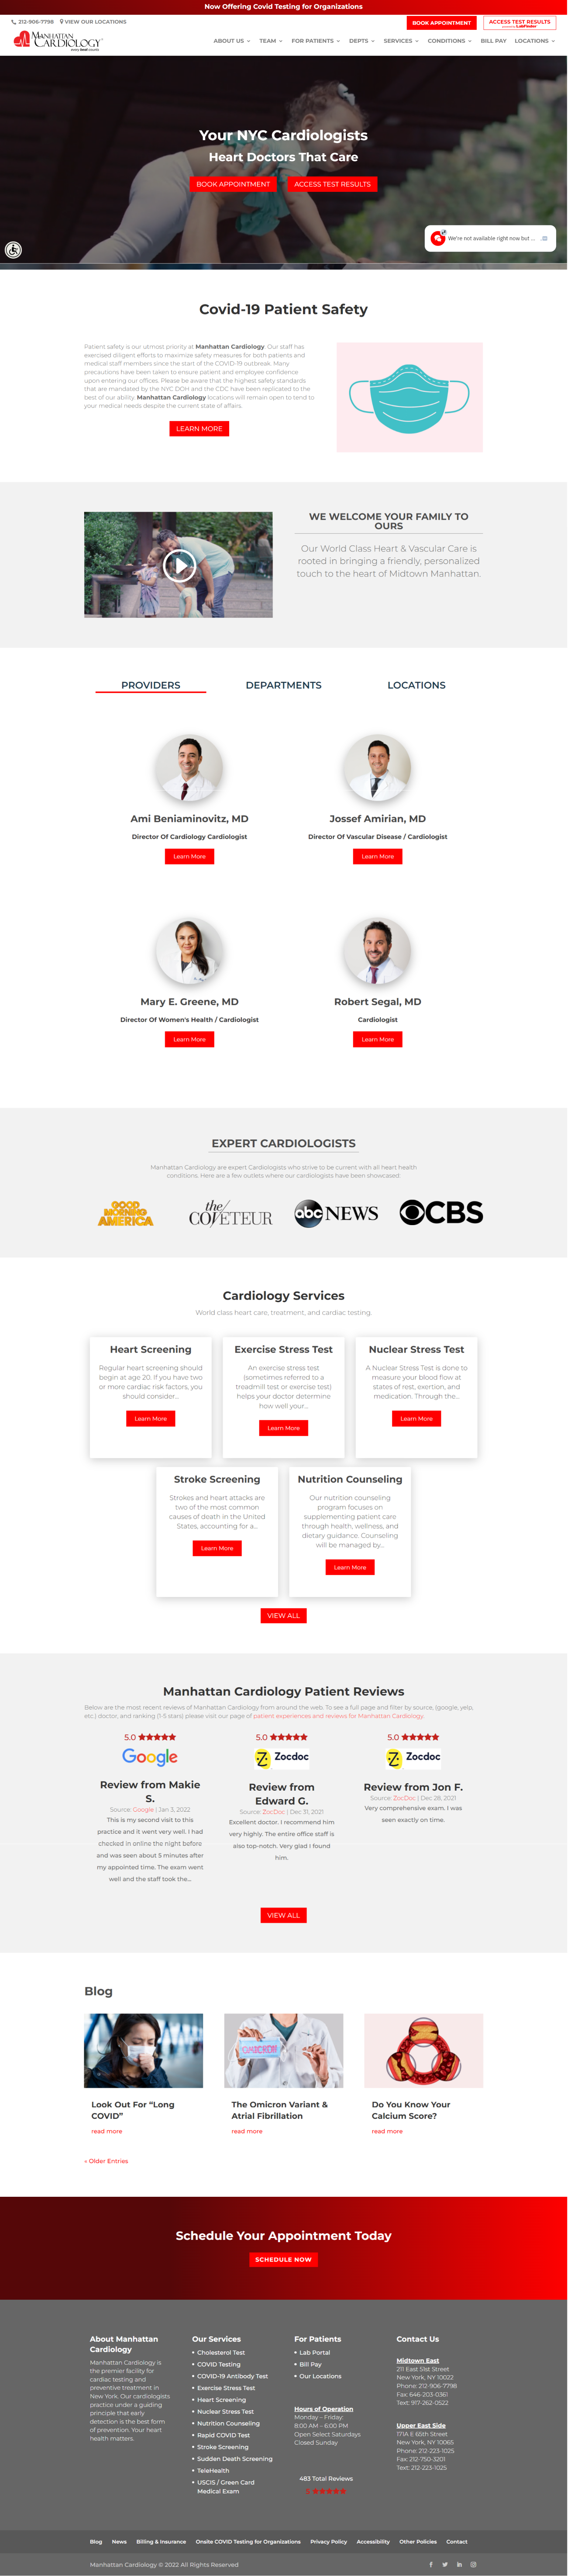 Now Offering Covid Testing for Organizations
212-906-7798 VIEW OUR LOCATIONS
BOOK APPOINTMENT
ACCESS TEST RESULTS
MANHATTAN
CARDIOLOGY
ABOUT US TEAM FOR PATIENTS DEPTS SERVICES CONDITIONS BILL PAY LOCATIONS
Your NYC Cardiologists
Heart Doctors That Care
BOOK APPOINTMENT ACCESS TEST RESULTS
We're not available right now but ...
Covid-19 Patient Safety
Patient safety is our utmost priority at Manhattan Cardiology. Our staff has
exercised diligent efforts to maximize safety measures for both patients and
medical staff members since the start of the COVID-19 outbreak. Many
precautions have been taken to ensure patient and employee confidence
upon entering our offices. Please be aware that the highest safety standards
that are mandated by the NYC DOH and the CDC have been replicated to the
best of our ability. Manhattan Cardiology locations will remain open to tend to
your medical needs despite the current state of affairs.
LEARN MORE
WE WELCOME YOUR FAMILY TO
OURS
Our World Class Heart & Vascular Care is
rooted in bringing a friendly, personalized
touch to the heart of Midtown Manhattan.
PROVIDERS DEPARTMENTS LOCATIONS
Ami Beniaminovitz, MD
Director Of Cardiology Cardiologist
Learn More
Jossef Amirian, MD
Director Of Vascular Disease / Cardiologist
Learn More
Mary E. Greene, MD
Director Of Women's Health / Cardiologist
Learn More
Robert Segal, MD
Cardiologist
Learn More
EXPERT CARDIOLOGISTS
Manhattan Cardiology are expert Cardiologists who strive to be current with all heart health
conditions. Here are a few outlets where our cardiologists have been showcased:
GOOD
MORNING
AMERICA
the/
COVETEUR
abc NEWS
CBS
Cardiology Services
World class heart care, treatment, and cardiac testing.
Heart Screening
Regular heart screening should
begin at age 20. If you have two
or more cardiac risk factors, you
should consider...
Learn More
Exercise Stress Test
An exercise stress test
(sometimes referred to a
treadmill test or exercise test)
helps your doctor determine
how well your...
Learn More
Nuclear Stress Test
A Nuclear Stress Test is done to
measure your blood flow at
states of rest, exertion, and
medication. Through the...
Learn More
Stroke Screening
Strokes and heart attacks are
two of the most common
causes of death in the United
States, accounting for a...
Learn More
Nutrition Counseling
Our nutrition counseling
program focuses on
supplementing patient care
through health, wellness, and
dietary guidance. Counseling
will be managed by...
Learn More
VIEW ALL
Manhattan Cardiology Patient Reviews
Below are the most recent reviews of Manhattan Cardiology from around the web. To see a full page and filter by source, (google, yelp,
etc.) doctor, and ranking (1-5 stars) please visit our page of patient experiences and reviews for Manhattan Cardiology
5.0 ★★★★★
Google
Review from Makie
S.
Source: Google | Jan 3, 2022
This is my second visit to this
practice and it went very well. I had
checked in online the night before
and was seen about 5 minutes after
my appointed time. The exam went
well and the staff took the...
5.0 ★★★★★
Zocdoc
Review from
Edward G.
Source: ZocDoc | Dec 31, 2021
Excellent doctor. I recommend him
very highly. The entire office staff is
also top-notch. Very glad I found
him.
5.0 ★★★★★
Zocdoc
Review from Jon F.
Source: ZocDoc | Dec 28, 2021
Very comprehensive exam. I was
seen exactly on time.
VIEW ALL
Blog
OMICRON
Look Out For “Long
COVID”
read more
The Omicron Variant &
Atrial Fibrillation
read more
Do You Know Your
Calcium Score?
read more
« Older Entries
Schedule Your Appointment Today
SCHEDULE NOW
About Manhattan
Cardiology
Manhattan Cardiology is
the premier facility for
cardiac testing and
preventive treatment in
New York. Our cardiologists
practice under a guiding
principle that early
detection is the best form
of prevention. Your heart
health matters.
Our Services
Cholesterol Test
COVID Testing
COVID-19 Antibody Test
Exercise Stress Test
Heart Screening
Nuclear Stress Test
Nutrition Counseling
Rapid COVID Test
Stroke Screening
Sudden Death Screening
TeleHealth
USCIS / Green Card
Medical Exam
For Patients
Lab Portal
Bill Pay
Our Locations
Hours of Operation
Monday – Friday:
8:00 AM – 6:00 PM
Open Select Saturdays
Closed Sunday
483 Total Reviews
5 ★★★★★
Contact Us
Midtown East
211 East 51st Street
New York, NY 10022
Phone: 212-906-7798
Fax: 646-203-0361
Text: 917-262-0522
Upper East Side
171A E 65th Street
New York, NY 10065
Phone: 212-223-1025
Fax: 212-750-3201
Text: 212-223-1025
Blog News Billing & Insurance Onsite COVID Testing for Organizations Privacy Policy Accessibility Other Policies Contact
Manhattan Cardiology © 2022 All Rights Reserved